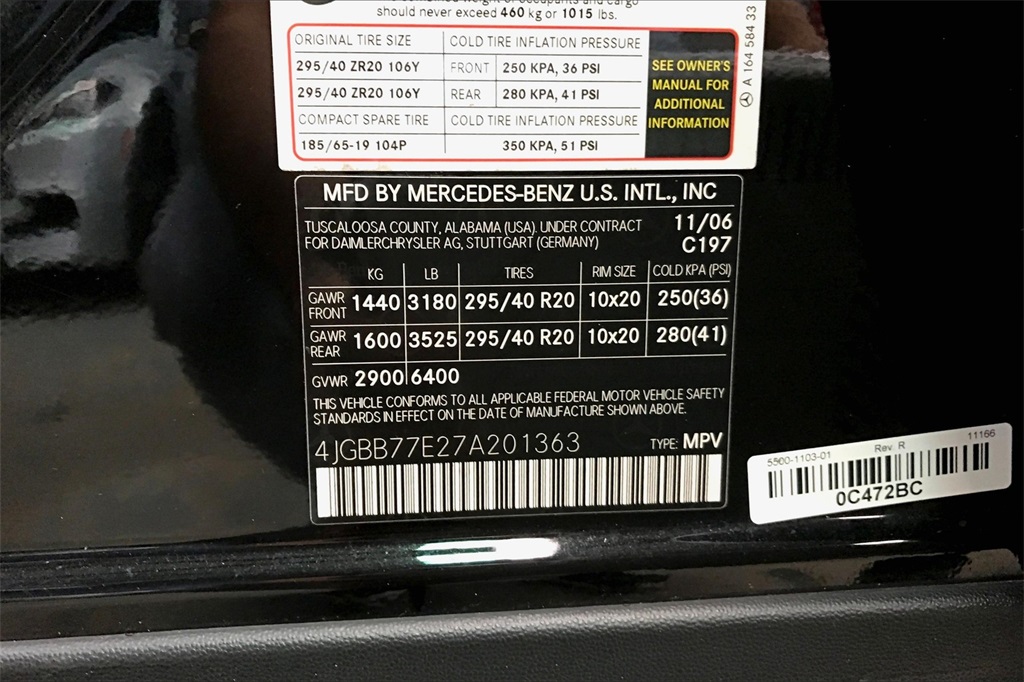 combined weight of occupants and cargo
should never exceed 460 kg or 1015 lbs.
ORIGINAL TIRE SIZE COLD TIRE INFLATION PRESSURE
295/40 ZR20 106Y FRONT 250 KPA, 36 PSI
295/40 ZR20 106Y REAR 280 KPA, 41 PSI
COMPACT SPARE TIRE COLD TIRE INFLATION PRESSURE
185/65-19 104P 350 KPA, 51 PSI
SEE OWNER'S
MANUAL FOR
ADDITIONAL
INFORMATION
A 164 584 33
MFD BY MERCEDES-BENZ U.S. INTL., INC
TUSCALOOSA COUNTY, ALABAMA (USA). UNDER CONTRACT 11/06
FOR DAIMLERCHRYSLER AG, STUTTGART (GERMANY) C197
KG LB TIRES RIM SIZE COLD KPA (PSI)
GAWR FRONT 1440 3180 295/40 R20 10x20 250(36)
GAWR REAR 1600 3525 295/40 R20 10x20 280(41)
GVWR 2900 6400
THIS VEHICLE CONFORMS TO ALL APPLICABLE FEDERAL MOTOR VEHICLE SAFETY
STANDARDS IN EFFECT ON THE DATE OF MANUFACTURE SHOWN ABOVE.
4JGBB77E27A201363 TYPE: MPV
5500-1103-01 Rev. R 11166
0C472BC